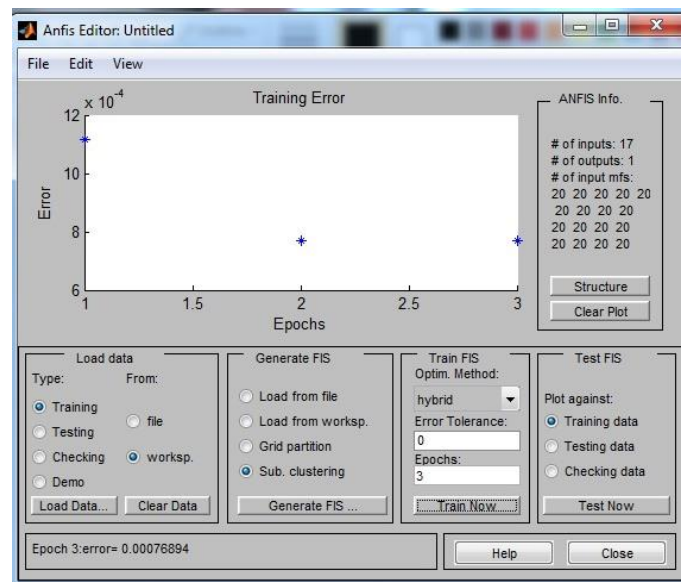 Anfis Editor: Untitled
File Edit View
x 10^-4
Training Error
12
10
8
6
Error
1 1.5 2 2.5 3
Epochs
ANFIS Info.
# of inputs: 17
# of outputs: 1
# of input mfs:
20 20 20 20 20
20 20 20 20
20 20 20 20
20 20 20 20
Structure
Clear Plot
Load data
Type: From:
Training
Testing
Checking
Demo
file
worksp.
Load Data... Clear Data
Generate FIS
Load from file
Load from worksp.
Grid partition
Sub. clustering
Generate FIS ...
Train FIS
Optim. Method:
hybrid
Error Tolerance:
0
Epochs:
3
Train Now
Test FIS
Plot against:
Training data
Testing data
Checking data
Test Now
Epoch 3:error= 0.00076894
Help Close